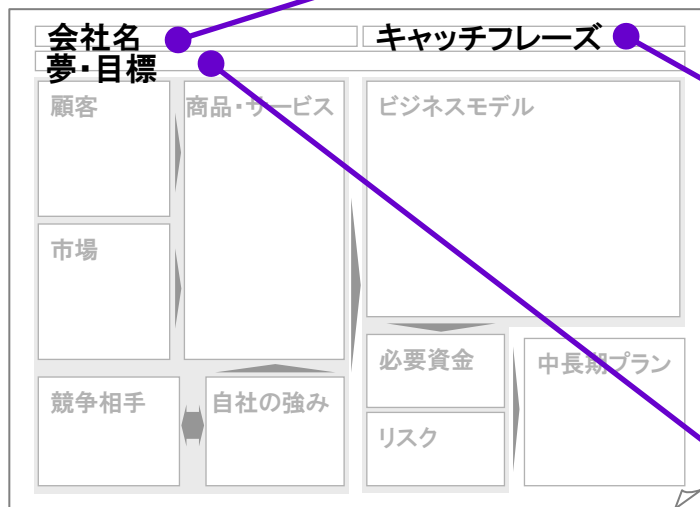 会社名
キャッチフレーズ
夢・目標
顧客
商品・サービス
ビジネスモデル
市場
必要資金
中長期プラン
競争相手
自社の強み
リスク